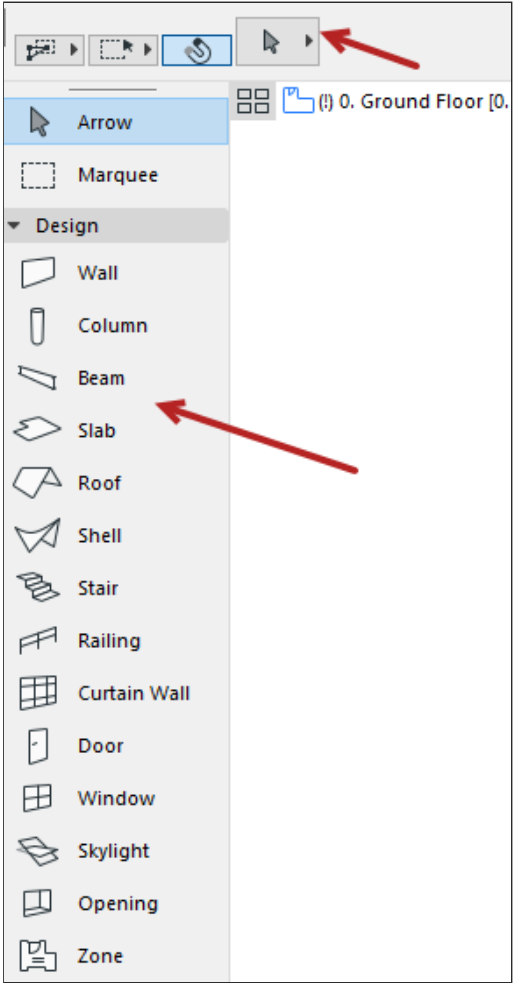 (!) 0. Ground Floor [0.
Arrow
Marquee
Design
Wall
Column
Beam
Slab
Roof
Shell
Stair
Railing
Curtain Wall
Door
Window
Skylight
Opening
Zone